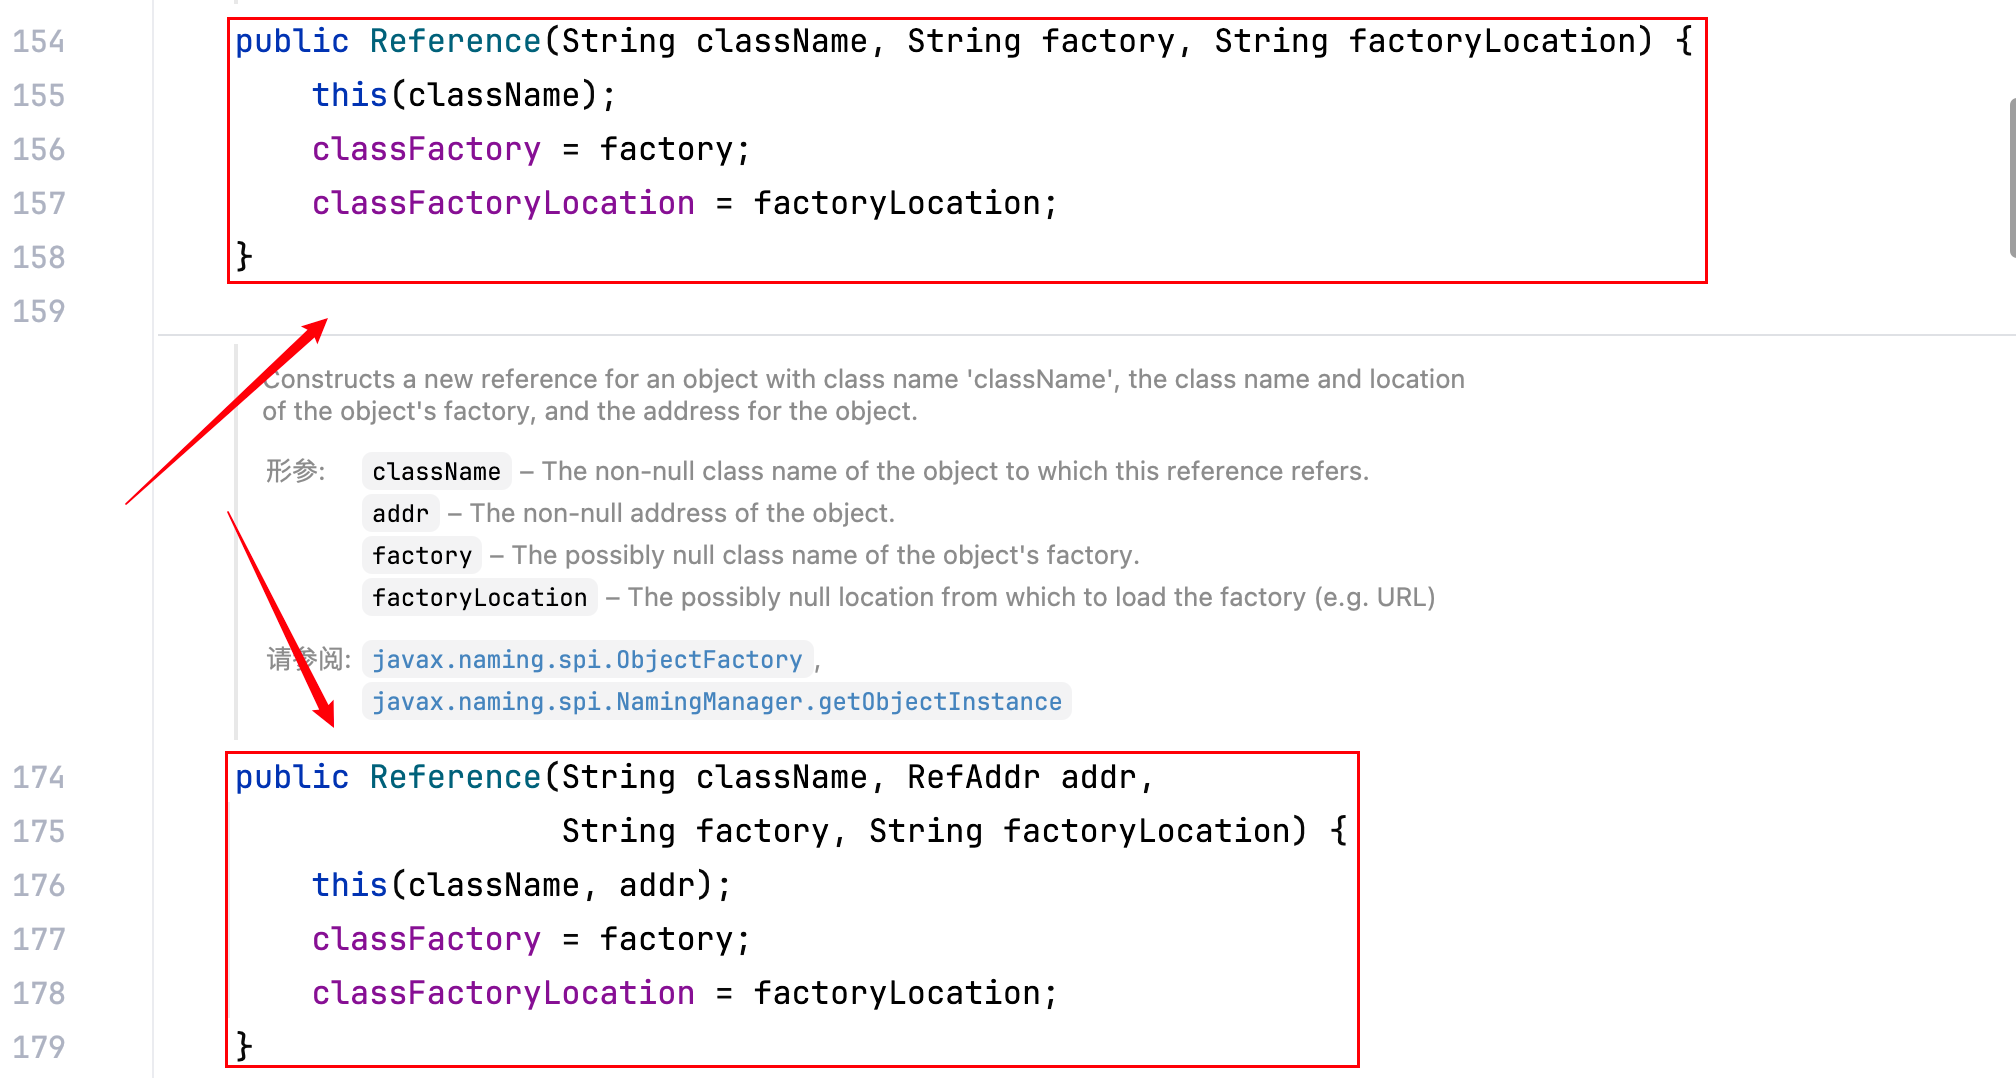 154 public Reference(String className, String factory, String factoryLocation) {
155 this(className);
156 classFactory = factory;
157 classFactoryLocation = factoryLocation;
158 }
159
Constructs a new reference for an object with class name 'className', the class name and location
of the object's factory, and the address for the object.
形参: className – The non-null class name of the object to which this reference refers.
addr – The non-null address of the object.
factory – The possibly null class name of the object's factory.
factoryLocation – The possibly null location from which to load the factory (e.g. URL)
请参阅: javax.naming.spi.ObjectFactory,
javax.naming.spi.NamingManager.getObjectInstance
174 public Reference(String className, RefAddr addr,
175 String factory, String factoryLocation) {
176 this(className, addr);
177 classFactory = factory;
178 classFactoryLocation = factoryLocation;
179 }